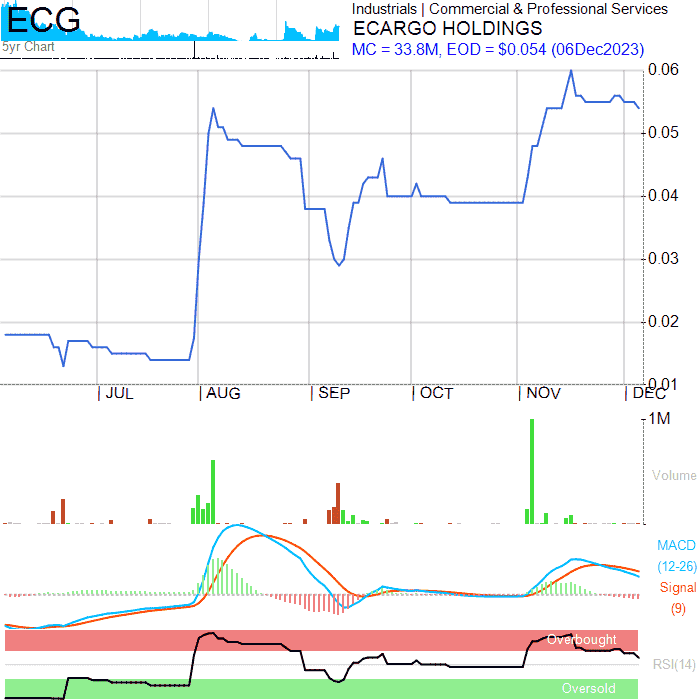 ECG
5yr Chart
Industrials | Commercial & Professional Services
ECARGO HOLDINGS
MC = 33.8M, EOD = $0.054 (06Dec2023)
0.06
0.05
0.04
0.03
0.02
0.01
JUL AUG SEP OCT NOV DEC
1M
Volume
MACD
(12-26)
Signal
(9)
Overbought
RSI(14)
Oversold